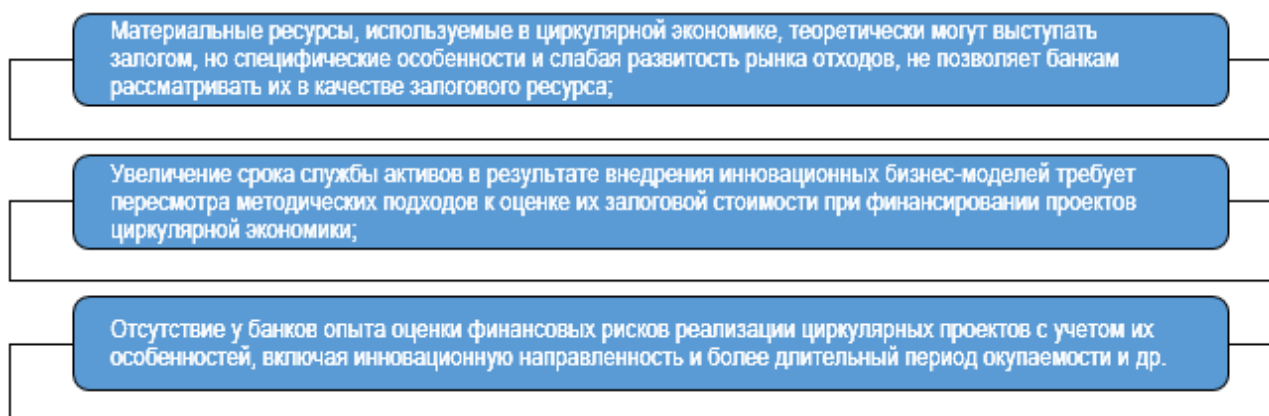 Материальные ресурсы, используемые в циркулярной экономике, теоретически могут выступать
залогом, но специфические особенности и слабая развитость рынка отходов, не позволяет банкам
рассматривать их в качестве залогового ресурса;
Увеличение срока службы активов в результате внедрения инновационных бизнес-моделей требует
пересмотра методических подходов к оценке их залоговой стоимости при финансировании проектов
циркулярной экономики;
Отсутствие у банков опыта оценки финансовых рисков реализации циркулярных проектов с учетом их
особенностей, включая инновационную направленность и более длительный период окупаемости и др.